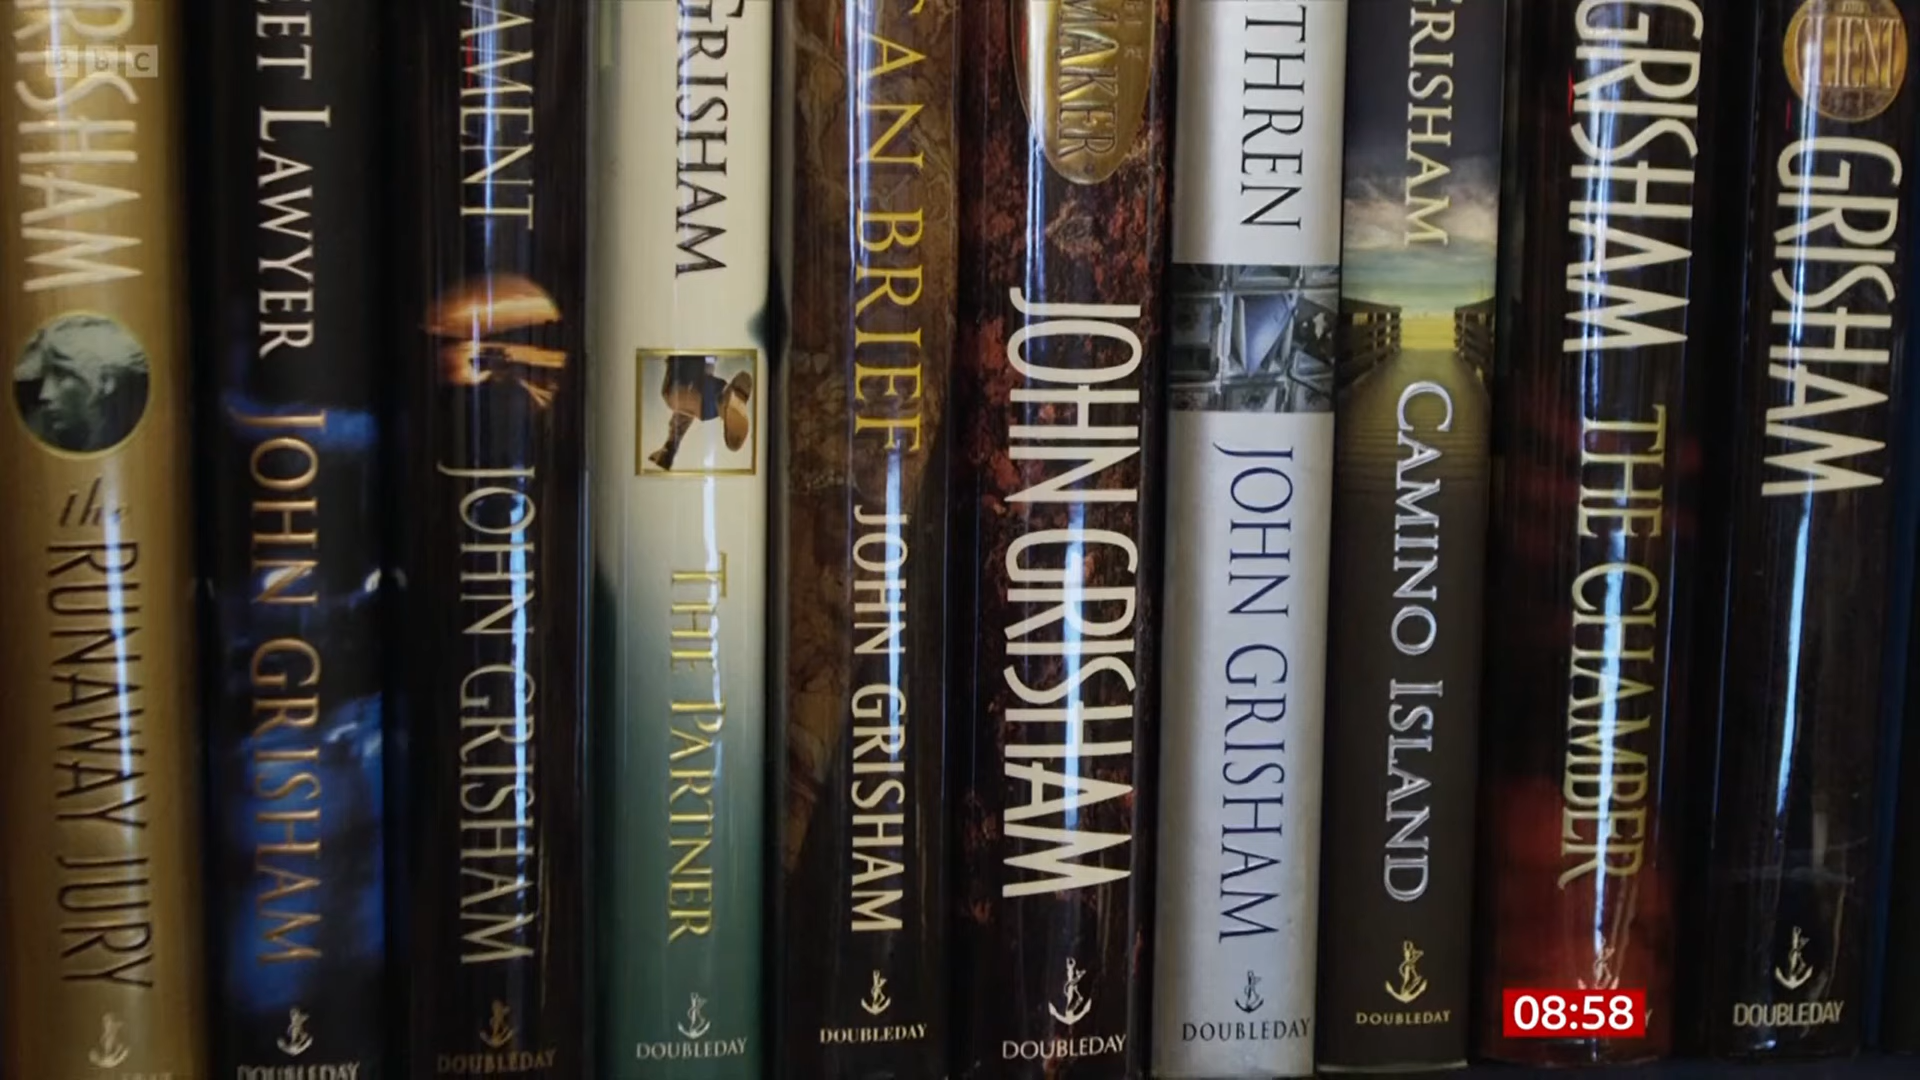 BBC
GRISHAM
the RUNAWAY JURY
EET LAWYER
JOHN GRISHAM
DOUBLEDAY
AMENT
JOHN GRISHAM
DOUBLEDAY
GRISHAM
THE PARTNER
DOUBLEDAY
CAN BRIEF
JOHN GRISHAM
DOUBLEDAY
MAKER
JOHN GRISHAM
DOUBLEDAY
THREN
JOHN GRISHAM
DOUBLEDAY
GRISHAM
CAMINO ISLAND
DOUBLEDAY
GRISHAM
THE CHAMBER
CLIENT
GRISHAM
DOUBLEDAY
08:58